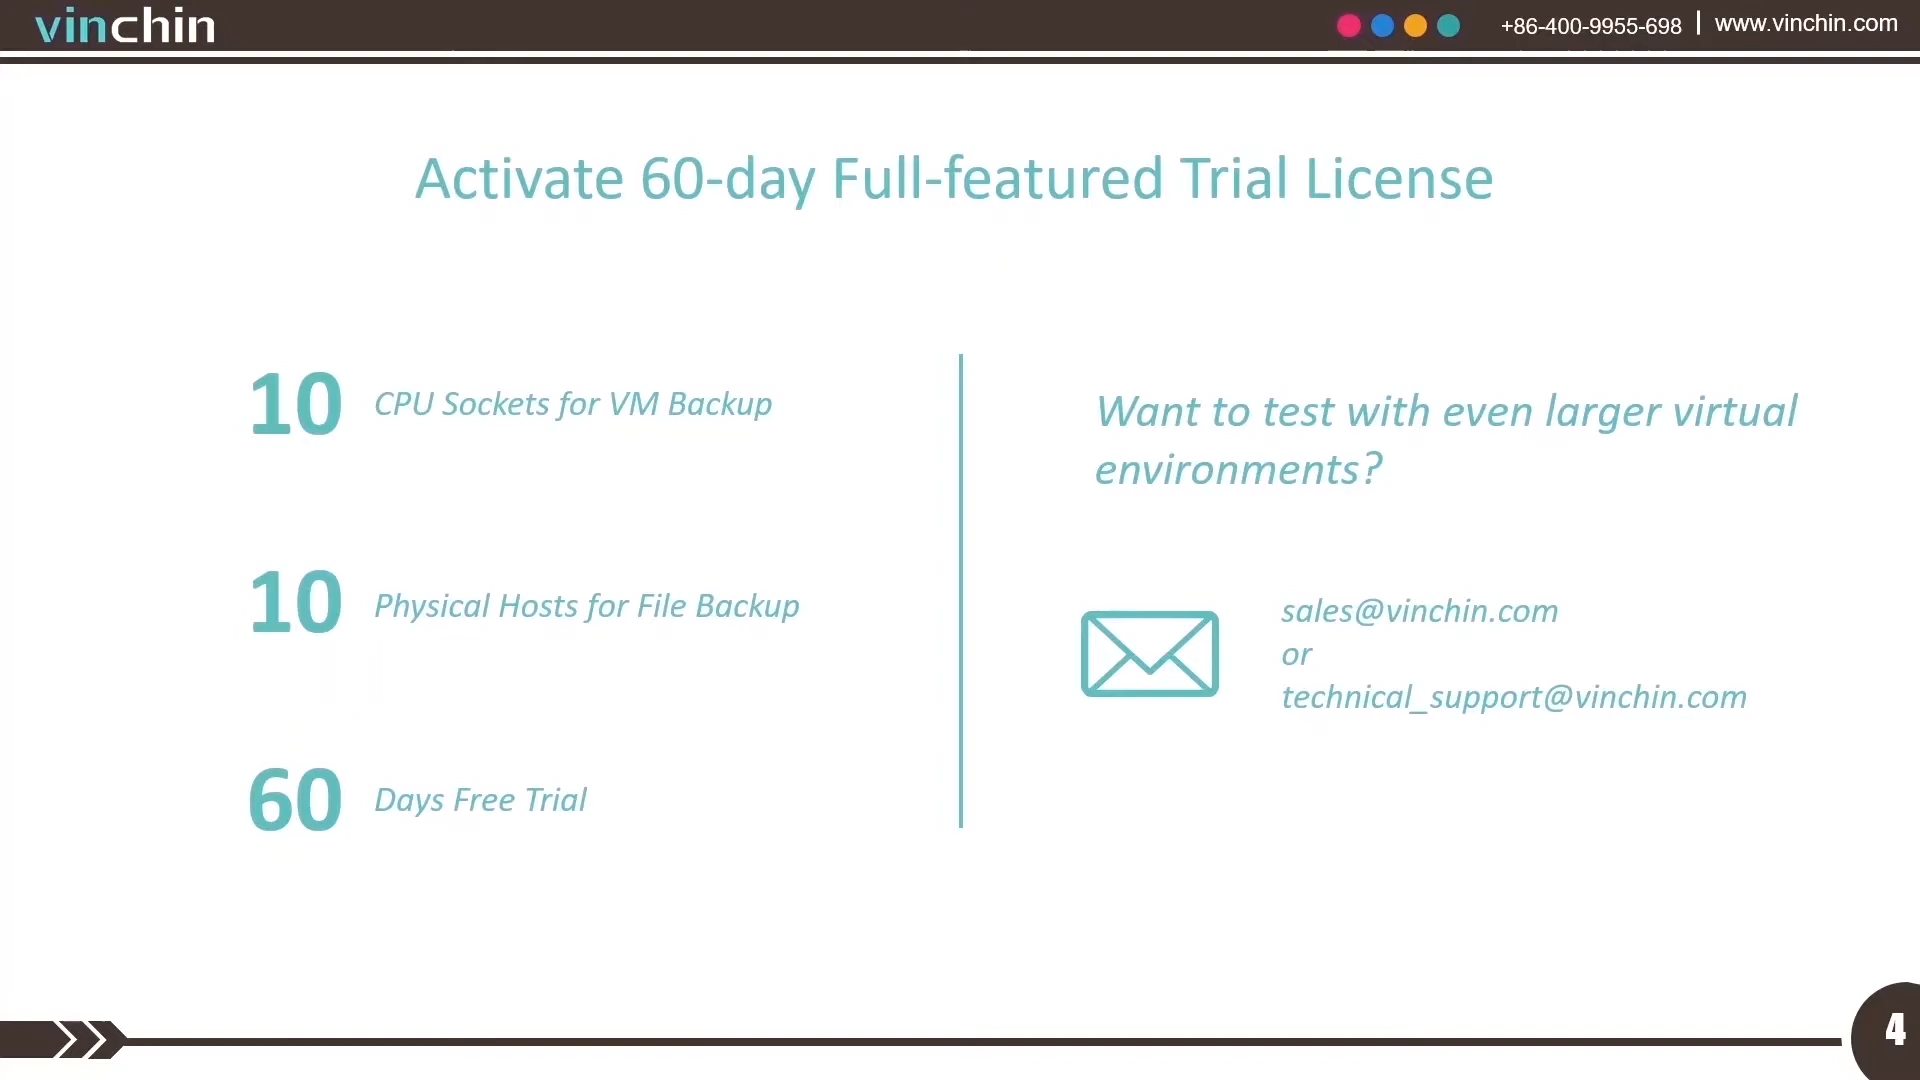 vinchin
+86-400-9955-698 | www.vinchin.com
Activate 60-day Full-featured Trial License
10 CPU Sockets for VM Backup
10 Physical Hosts for File Backup
60 Days Free Trial
Want to test with even larger virtual
environments?
sales@vinchin.com
or
technical_support@vinchin.com
4